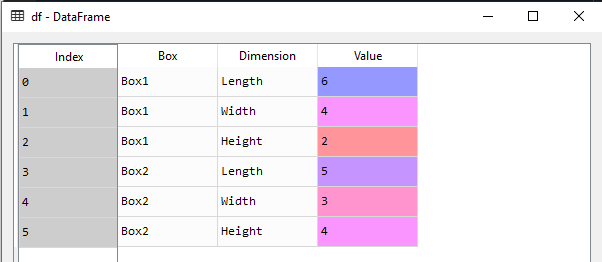 df - DataFrame
Index Box Dimension Value
0 Box1 Length 6
1 Box1 Width 4
2 Box1 Height 2
3 Box2 Length 5
4 Box2 Width 3
5 Box2 Height 4